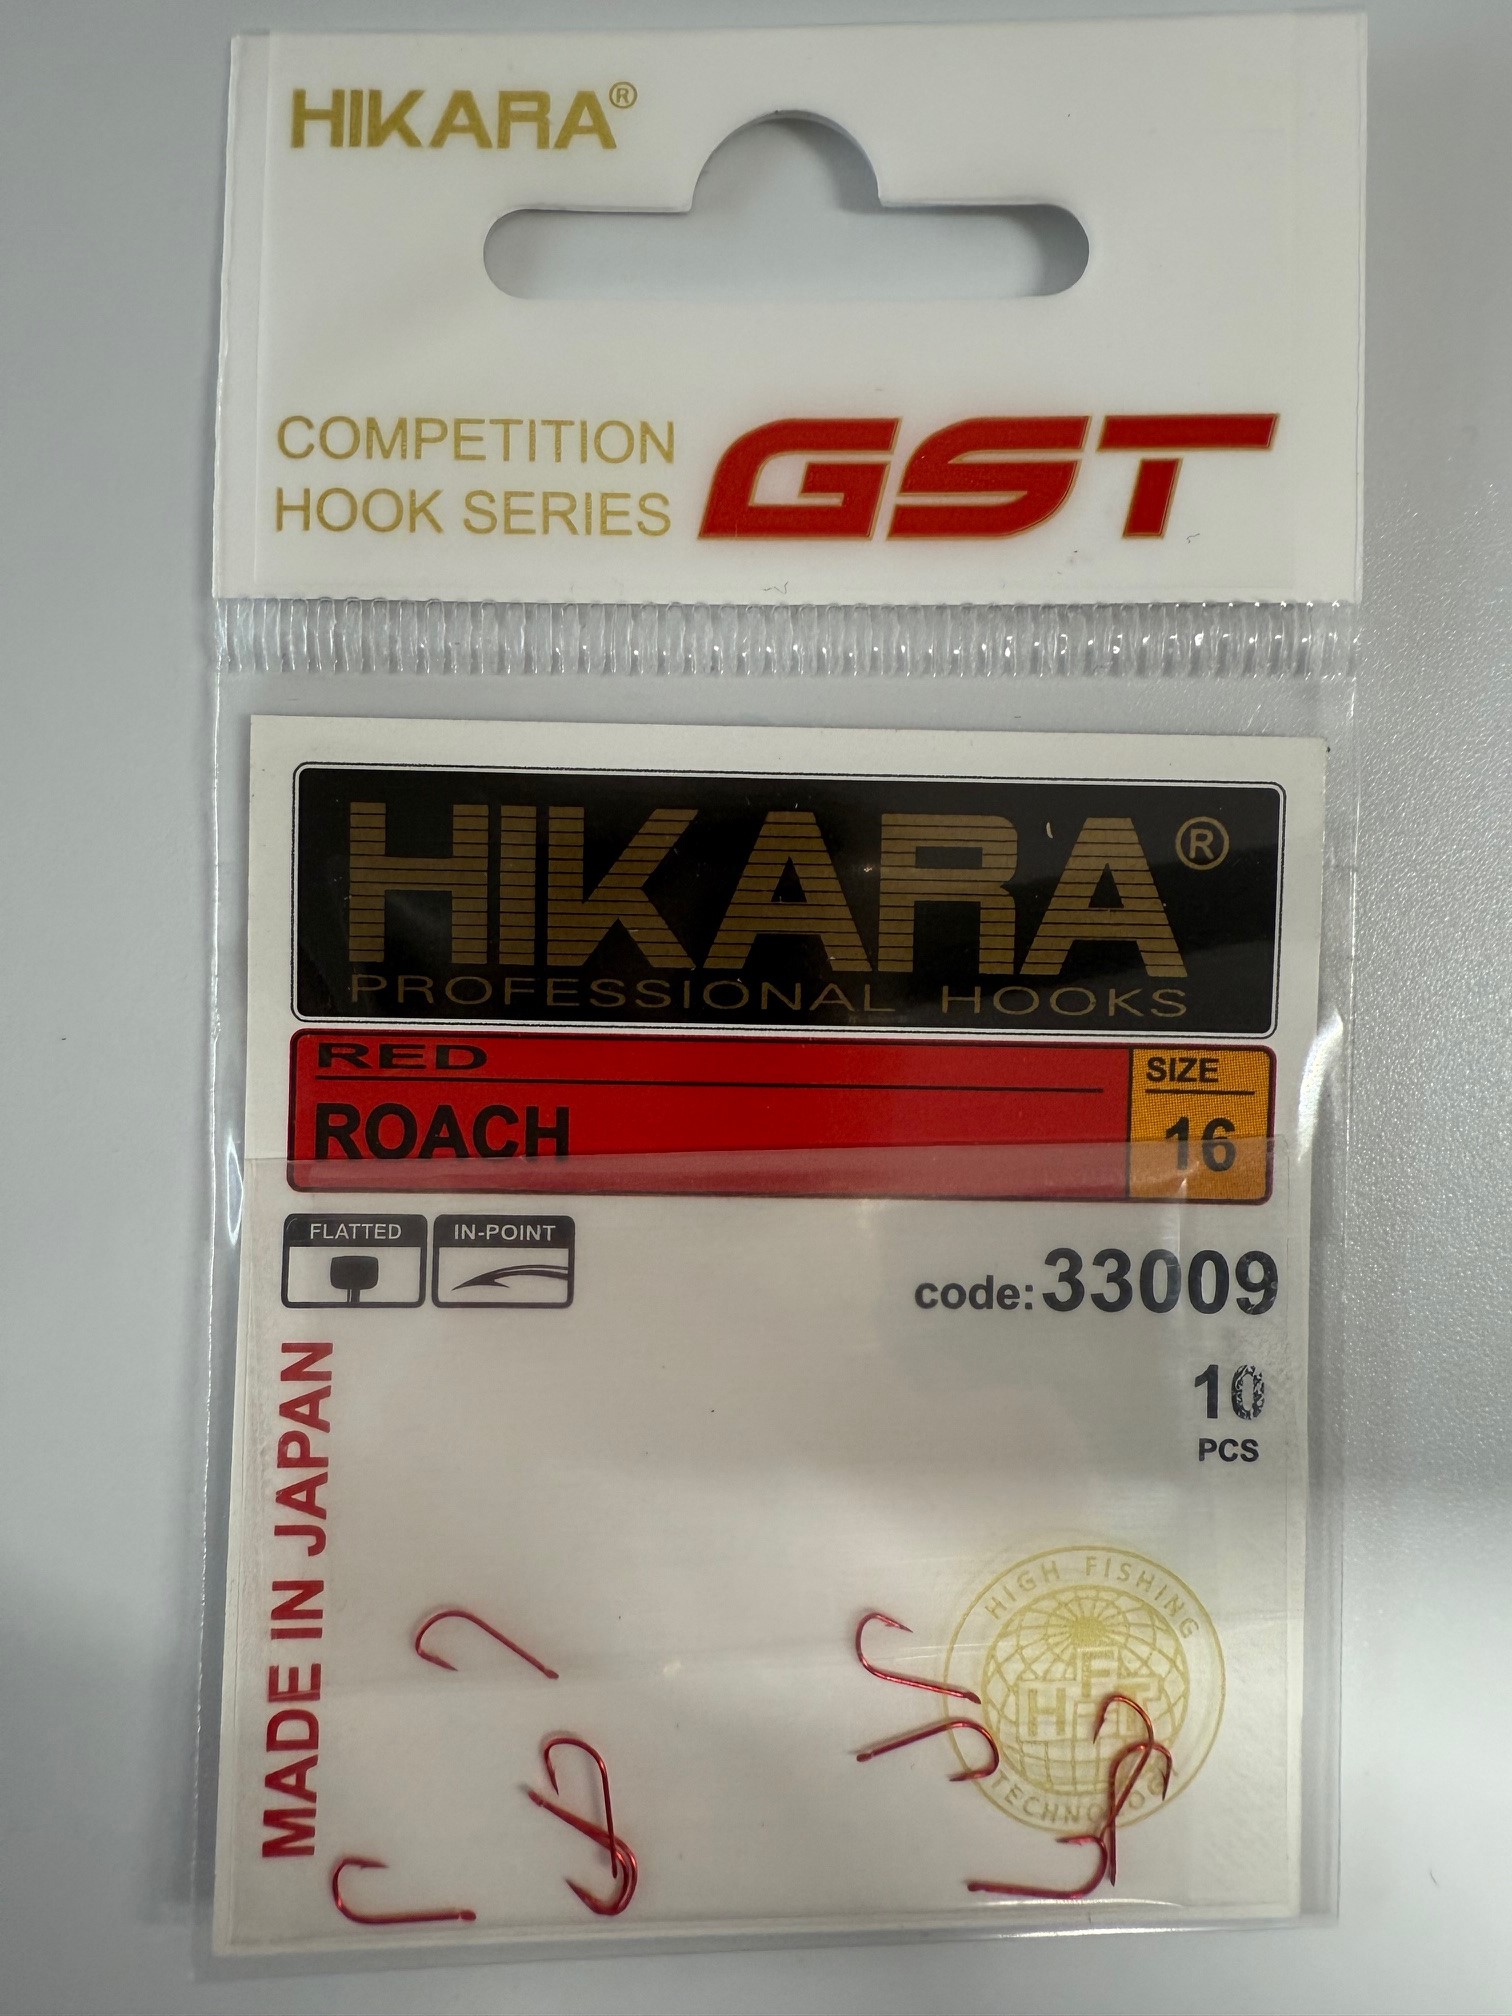 HIKARA®
COMPETITION
HOOK SERIES
GST
HIKARA®
PROFESSIONAL HOOKS
RED
ROACH
SIZE
16
FLATTED
IN-POINT
code:33009
10
PCS
MADE IN JAPAN
HIGH FISHING
HFT
TECHNOLOGY